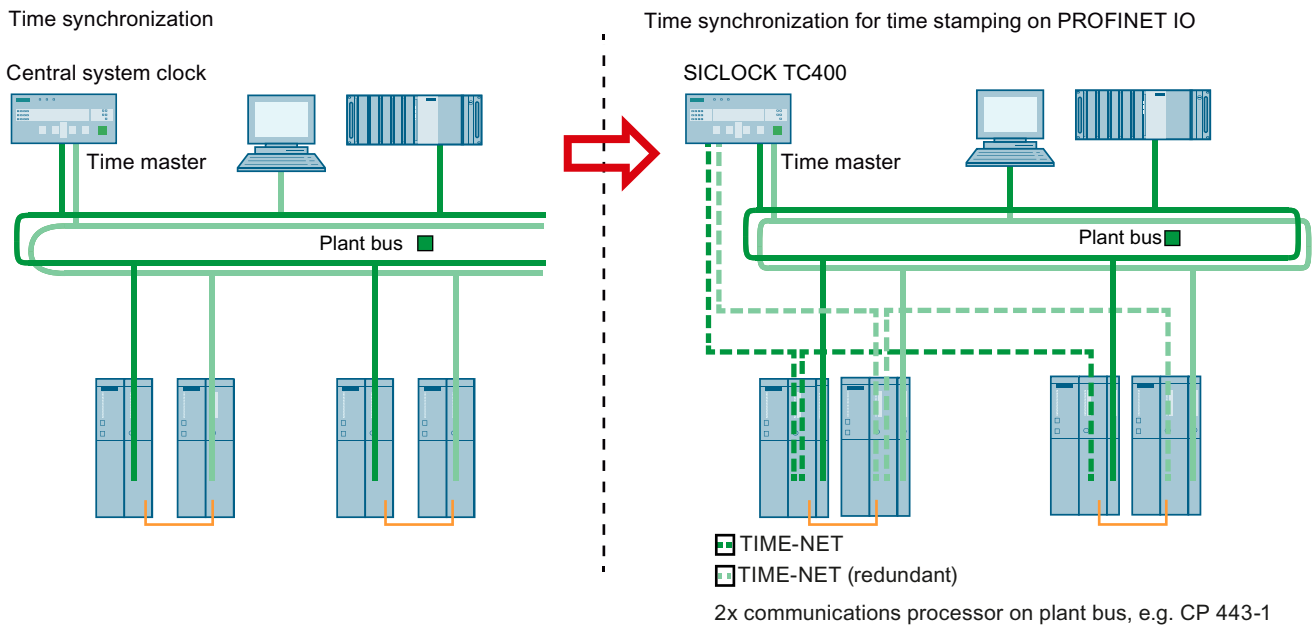 Time synchronization
Central system clock
Time master
Plant bus
Time synchronization for time stamping on PROFINET IO
SICLOCK TC400
Time master
Plant bus
TIME-NET
TIME-NET (redundant)
2x communications processor on plant bus, e.g. CP 443-1